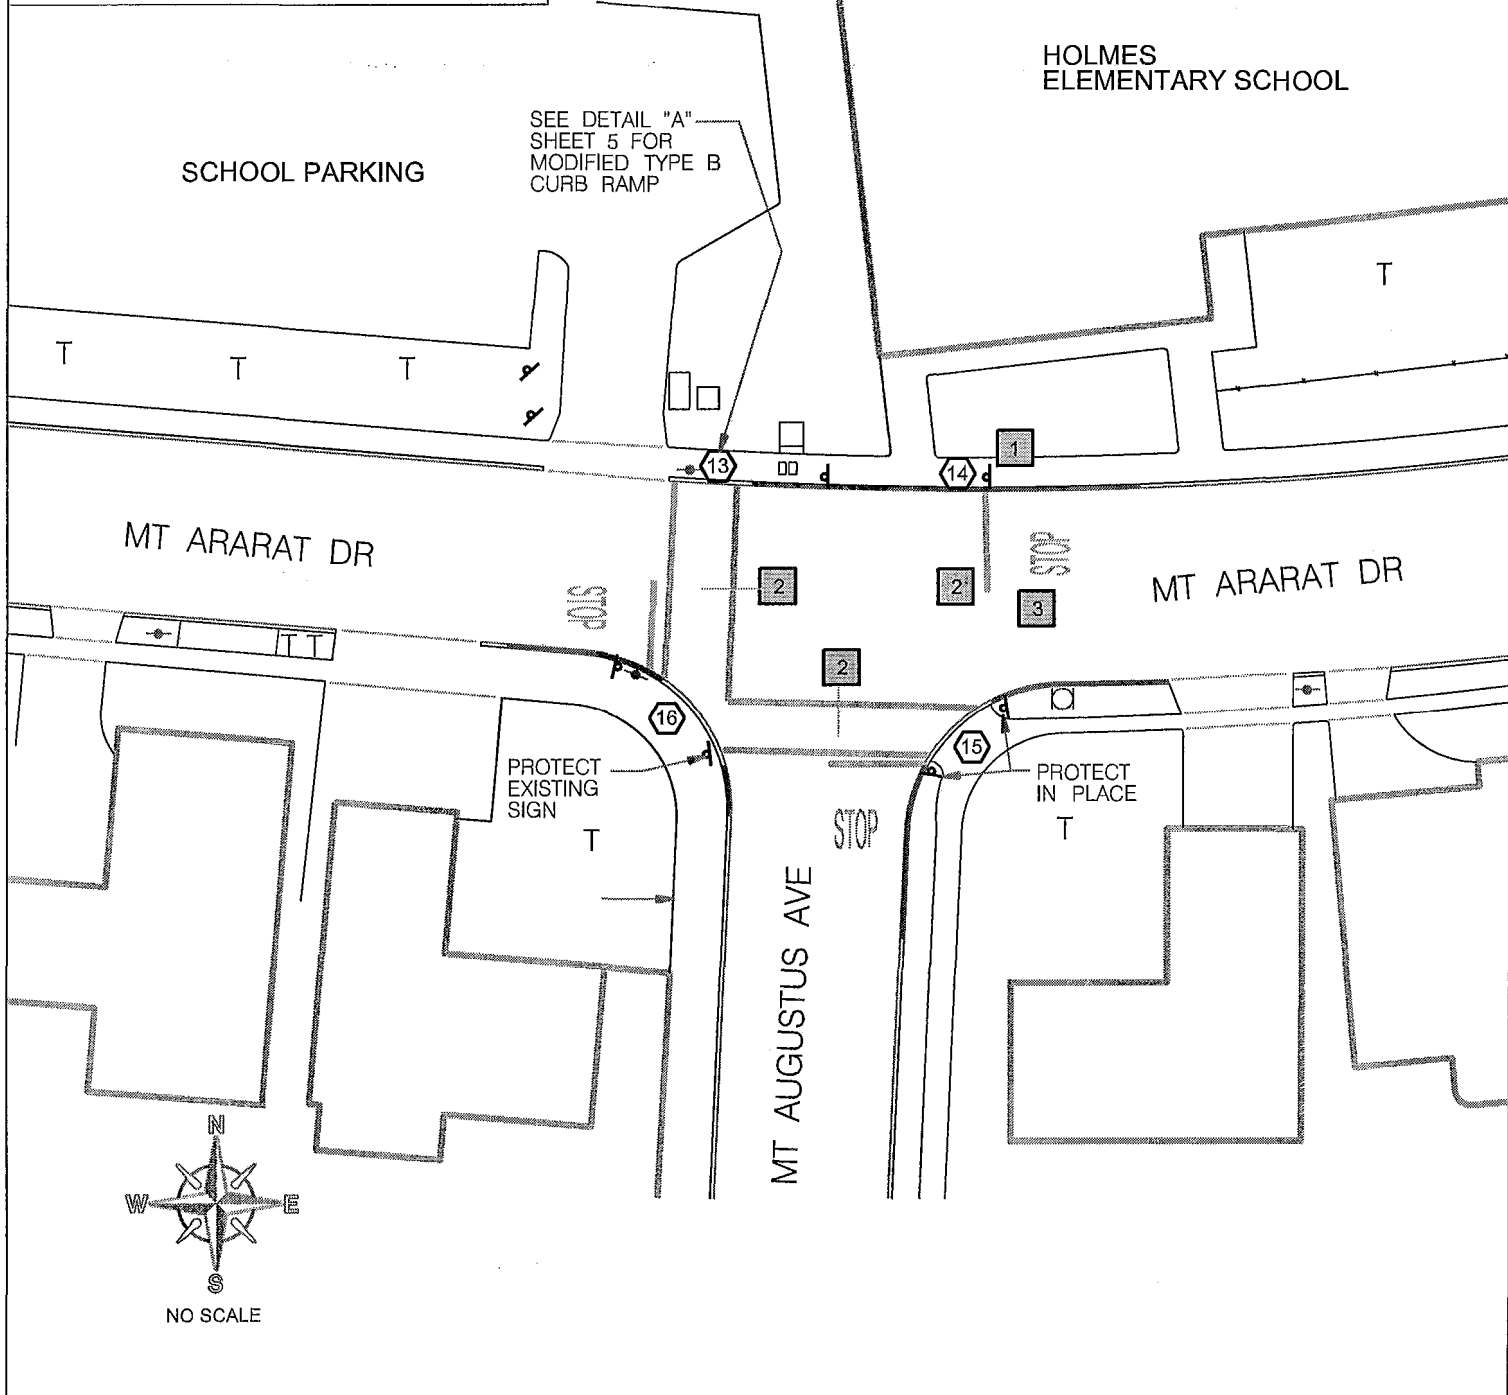 HOLMES
ELEMENTARY SCHOOL
SEE DETAIL "A"
SHEET 5 FOR
MODIFIED TYPE B
CURB RAMP
SCHOOL PARKING
T
T
T
T
13
14
1
MT ARARAT DR
STOP
STOP
2
2
3
MT ARARAT DR
T T
2
16
15
PROTECT
EXISTING
SIGN
PROTECT
IN PLACE
T
STOP
T
MT AUGUSTUS AVE
N
W
E
S
NO SCALE